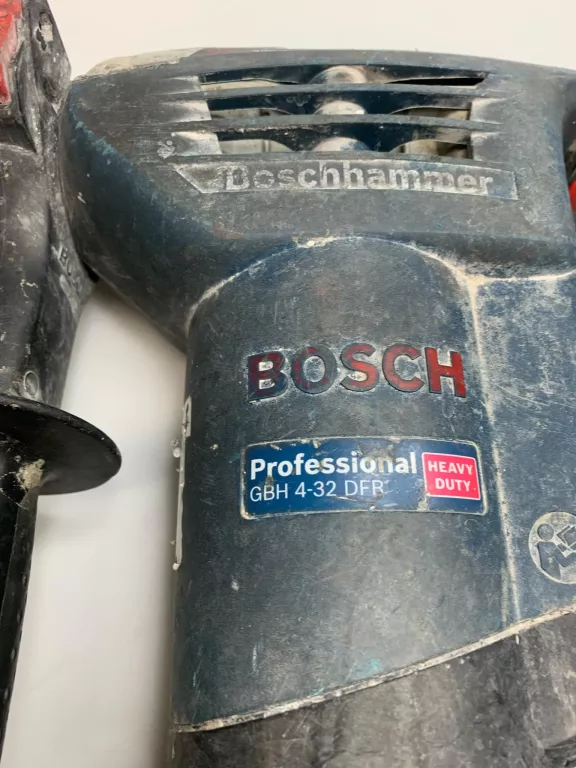 Boschhammer
BOSCH
Professional
GBH 4-32 DFR
HEAVY
DUTY